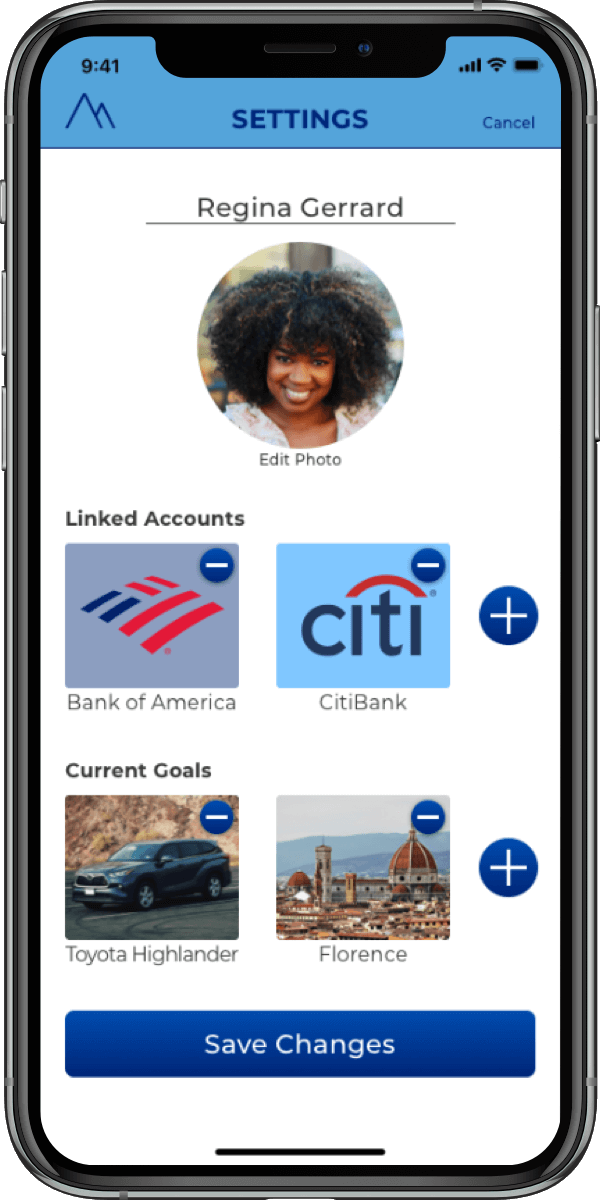 9:41
SETTINGS
Cancel
Regina Gerrard
Edit Photo
Linked Accounts
citi®
Bank of America
CitiBank
Current Goals
Toyota Highlander
Florence
Save Changes